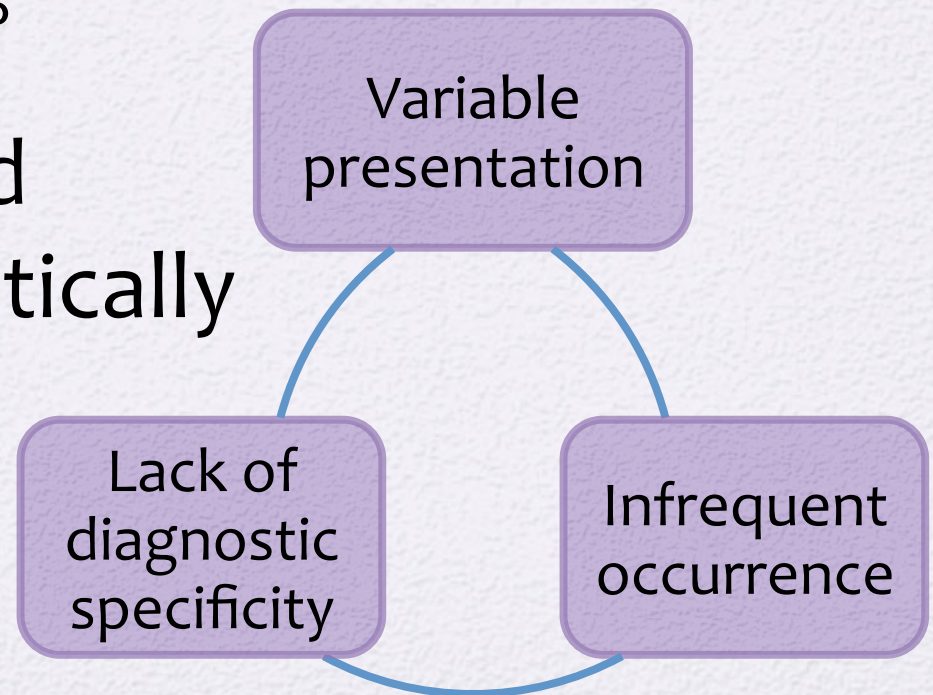 Variable
presentation
tically
Lack of
diagnostic
specificity
Infrequent
occurrence